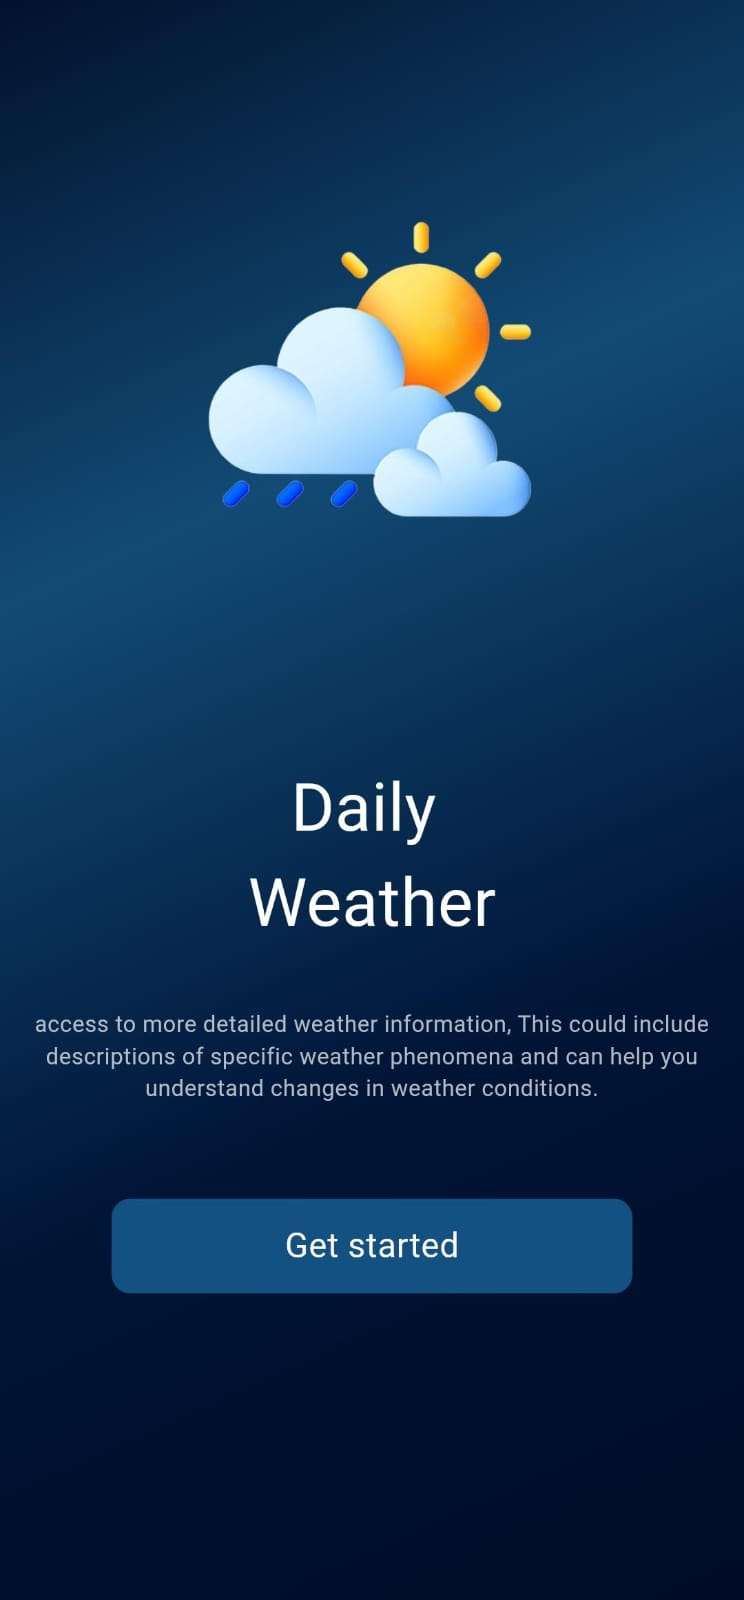 Daily
Weather
access to more detailed weather information, This could include
descriptions of specific weather phenomena and can help you
understand changes in weather conditions.
Get started